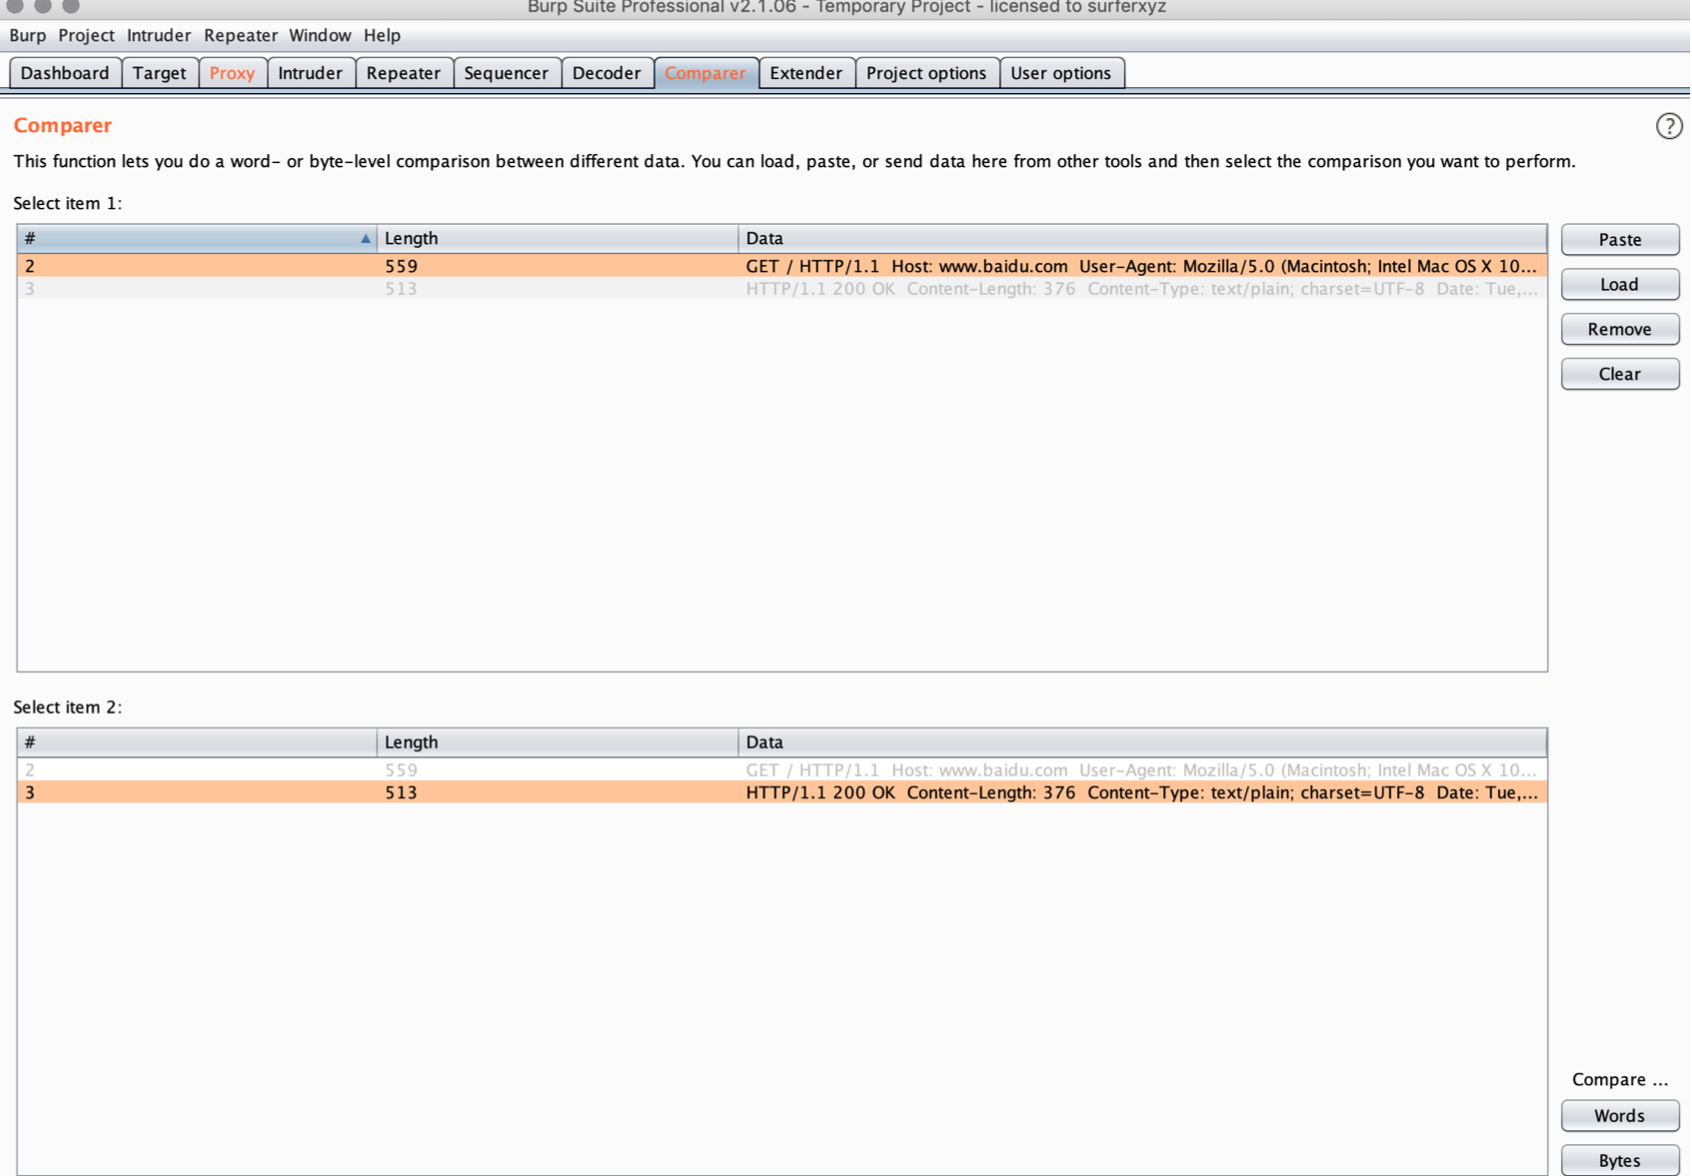 Burp Suite Professional v2.1.06 - Temporary Project - licensed to surferxyz
Burp Project Intruder Repeater Window Help
Dashboard Target Proxy Intruder Repeater Sequencer Decoder Comparer Extender Project options User options
Comparer
?
This function lets you do a word- or byte-level comparison between different data. You can load, paste, or send data here from other tools and then select the comparison you want to perform.
Select item 1:
# Length Data
2 559 GET / HTTP/1.1 Host: www.baidu.com User-Agent: Mozilla/5.0 (Macintosh; Intel Mac OS X 10...
3 513 HTTP/1.1 200 OK Content-Length: 376 Content-Type: text/plain; charset=UTF-8 Date: Tue,...
Paste
Load
Remove
Clear
Select item 2:
# Length Data
2 559 GET / HTTP/1.1 Host: www.baidu.com User-Agent: Mozilla/5.0 (Macintosh; Intel Mac OS X 10...
3 513 HTTP/1.1 200 OK Content-Length: 376 Content-Type: text/plain; charset=UTF-8 Date: Tue,...
Compare ...
Words
Bytes